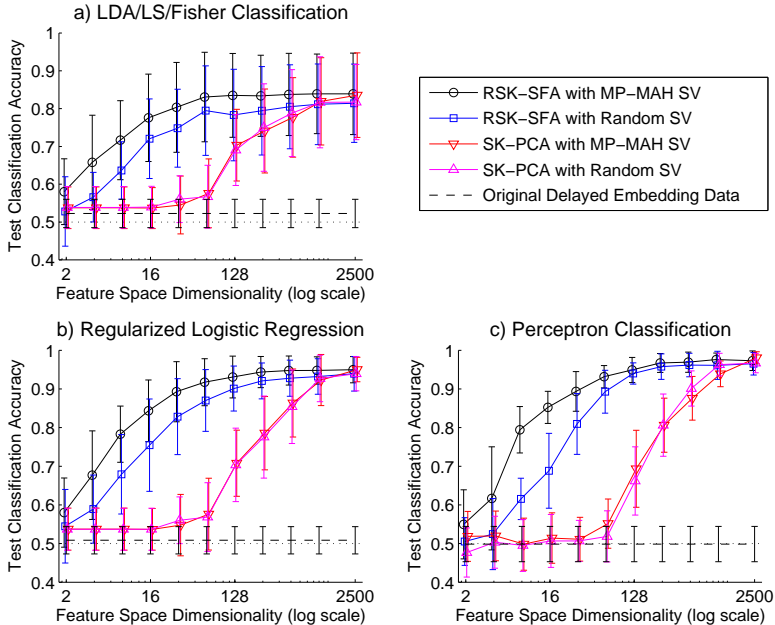 a) LDA/LS/Fisher Classification
1
0.9
0.8
0.7
0.6
0.5
0.4
Test Classification Accuracy
2
16
128
2500
Feature Space Dimensionality (log scale)
RSK−SFA with MP−MAH SV
RSK−SFA with Random SV
SK−PCA with MP−MAH SV
SK−PCA with Random SV
Original Delayed Embedding Data
b) Regularized Logistic Regression
1
0.9
0.8
0.7
0.6
0.5
0.4
Test Classification Accuracy
2
16
128
2500
Feature Space Dimensionality (log scale)
c) Perceptron Classification
1
0.9
0.8
0.7
0.6
0.5
0.4
Test Classification Accuracy
2
16
128
2500
Feature Space Dimensionality (log scale)